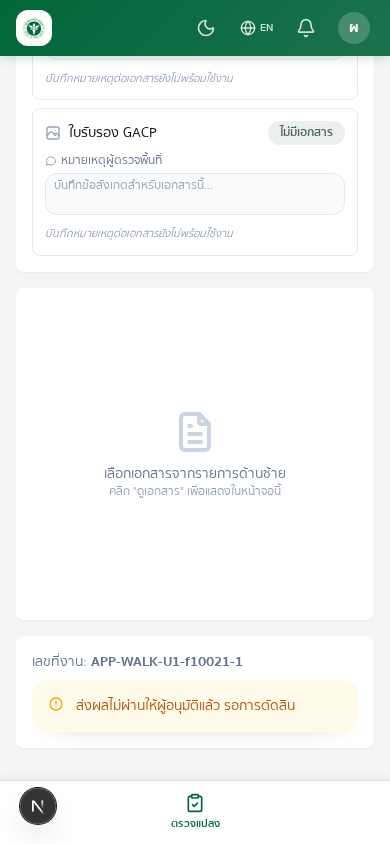 EN
พ
บันทึกหมายเหตุต่อเอกสารยังไม่พร้อมใช้งาน
ใบรับรอง GACP
ไม่มีเอกสาร
หมายเหตุผู้ตรวจพื้นที่
บันทึกข้อสังเกตสำหรับเอกสารนี้...
บันทึกหมายเหตุต่อเอกสารยังไม่พร้อมใช้งาน
เลือกเอกสารจากรายการด้านซ้าย
คลิก "ดูเอกสาร" เพื่อแสดงในหน้าจอนี้
เลขที่งาน: APP-WALK-U1-f10021-1
ส่งผลไม่ผ่านให้ผู้อนุมัติแล้ว รอการตัดสิน
N
ตรวจแปลง